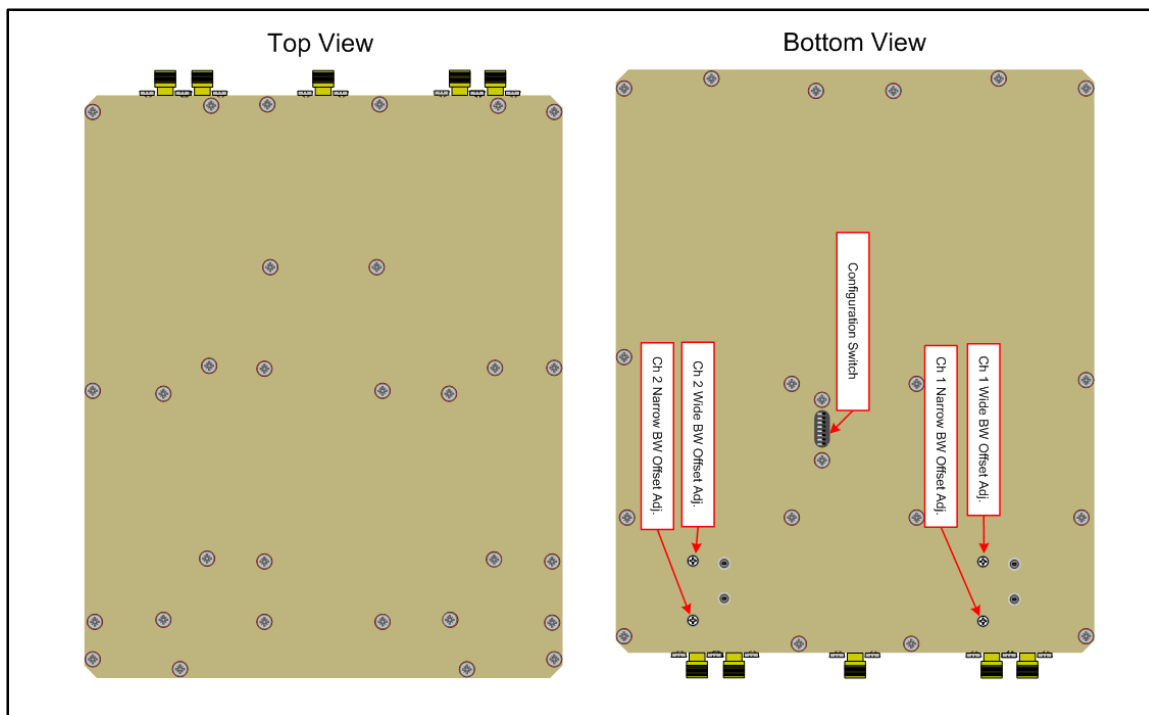 Top View
Bottom View
Configuration Switch
Ch 2 Narrow BW Offset Adj.
Ch 2 Wide BW Offset Adj.
Ch 1 Narrow BW Offset Adj.
Ch 1 Wide BW Offset Adj.